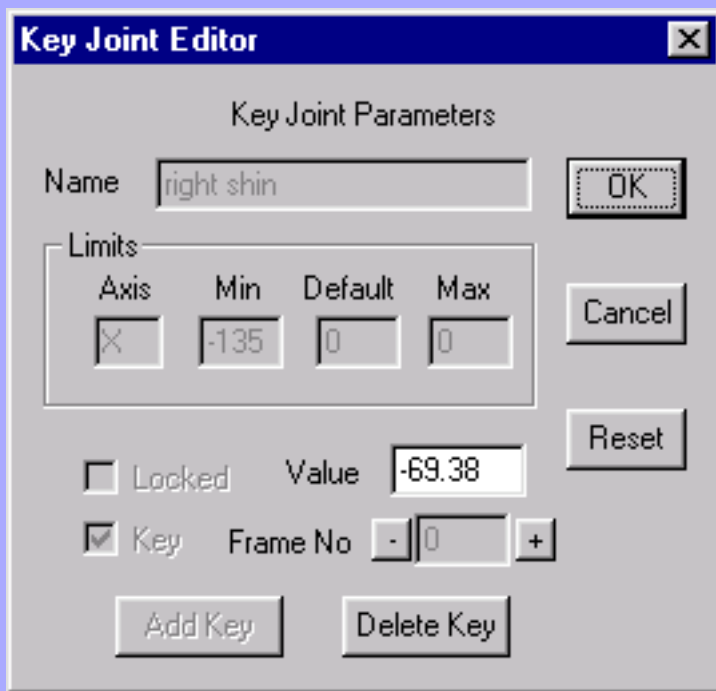 Key Joint Editor
Key Joint Parameters
Name right shin OK
Limits
Axis Min Default Max
X -135 0 0
Cancel
Reset
Locked Value -69.38
Key Frame No - 0 +
Add Key Delete Key